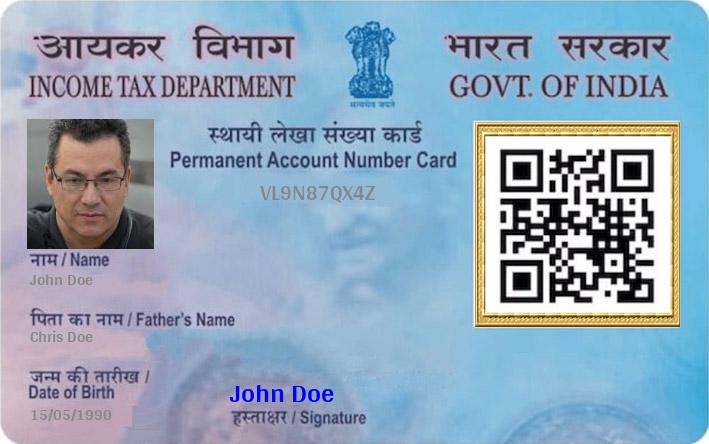 आयकर विभाग
INCOME TAX DEPARTMENT
सत्यमेव जयते
भारत सरकार
GOVT. OF INDIA
स्थायी लेखा संख्या कार्ड
Permanent Account Number Card
VL9N87QX4Z
नाम / Name
John Doe
पिता का नाम / Father's Name
Chris Doe
जन्म की तारीख /
Date of Birth
15/05/1990
John Doe
हस्ताक्षर / Signature